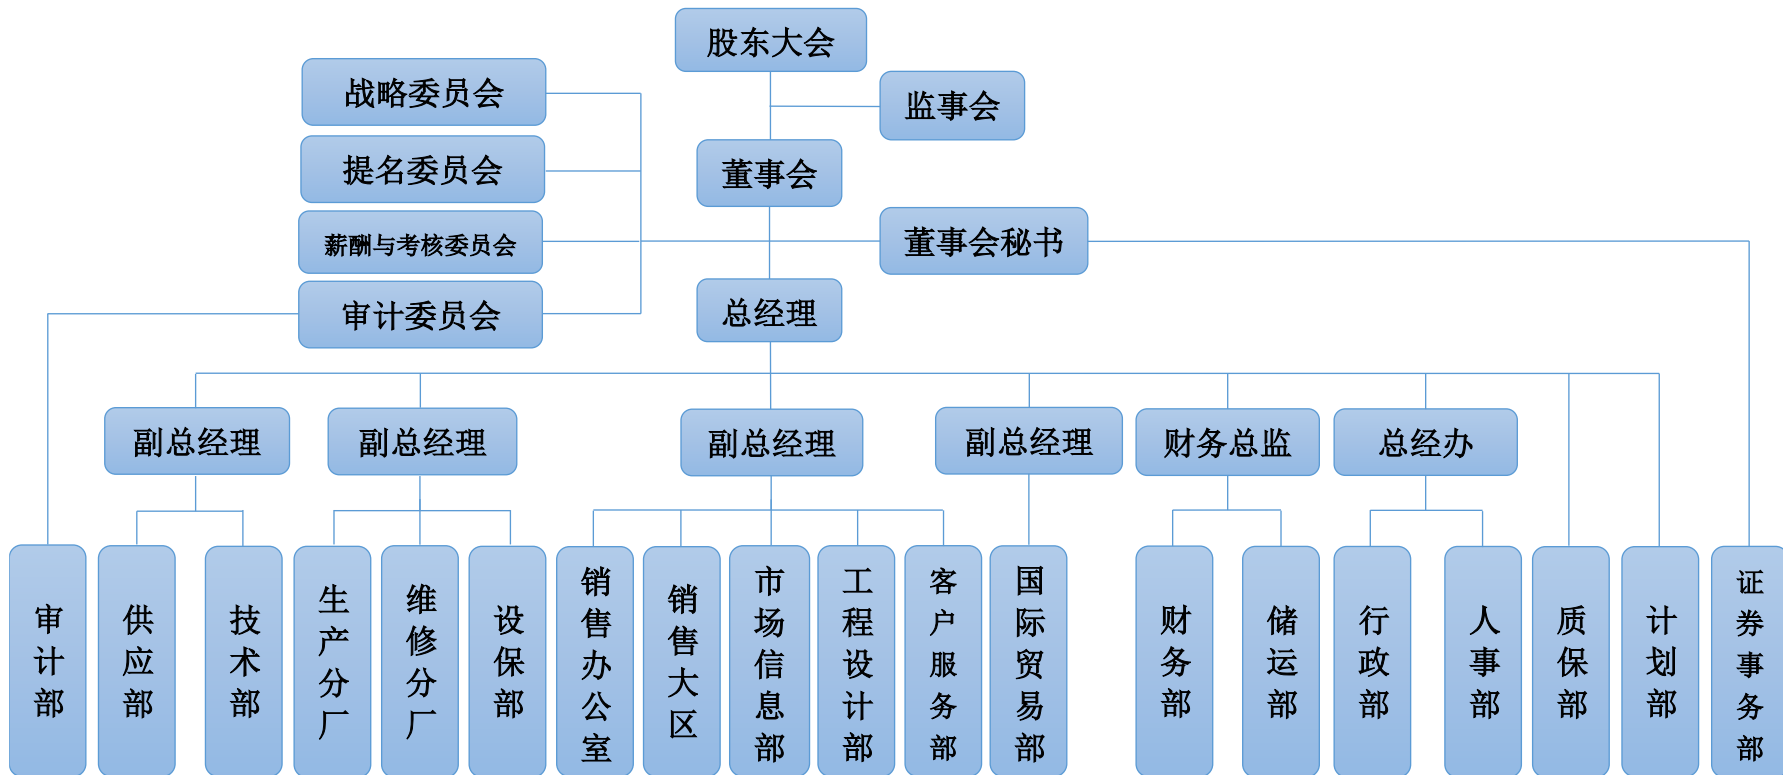 股东大会
战略委员会
监事会
提名委员会
董事会
薪酬与考核委员会
董事会秘书
审计委员会
总经理
副总经理
副总经理
副总经理
副总经理
财务总监
总经办
审计部
供应部
技术部
生产分厂
维修分厂
设保部
销售办公室
销售大区
市场信息部
工程设计部
客户服务部
国际贸易部
财务部
储运部
行政部
人事部
质保部
计划部
证券事务部